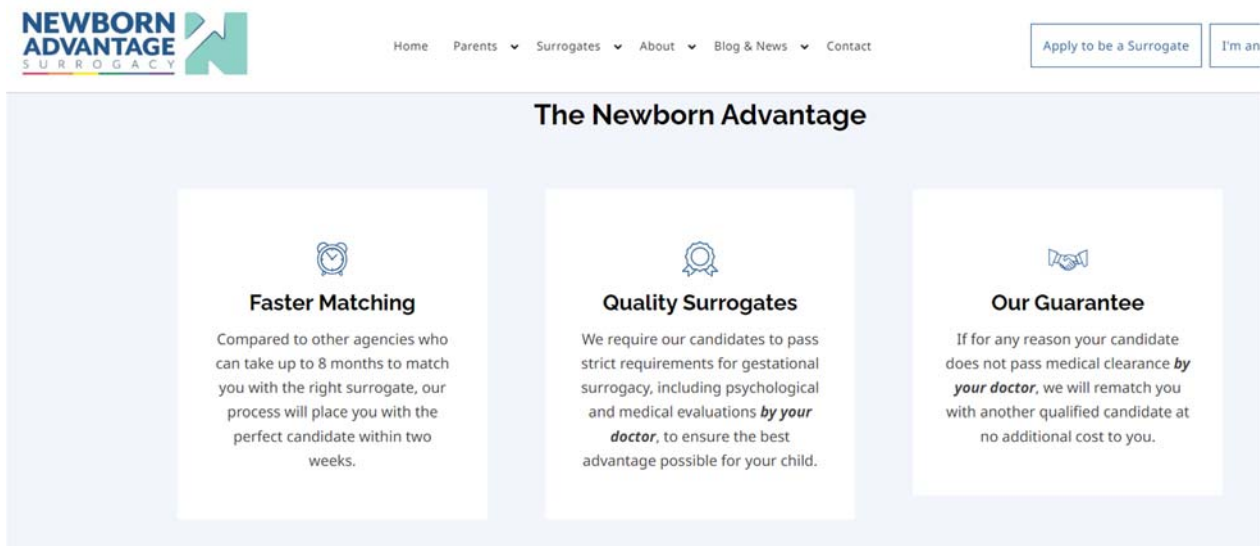 NEWBORN
ADVANTAGE
SURROGACY
Home Parents Surrogates About Blog & News Contact
Apply to be a Surrogate
I'm an
The Newborn Advantage
Faster Matching
Compared to other agencies who
can take up to 8 months to match
you with the right surrogate, our
process will place you with the
perfect candidate within two
weeks.
Quality Surrogates
We require our candidates to pass
strict requirements for gestational
surrogacy, including psychological
and medical evaluations by your
doctor, to ensure the best
advantage possible for your child.
Our Guarantee
If for any reason your candidate
does not pass medical clearance by
your doctor, we will rematch you
with another qualified candidate at
no additional cost to you.